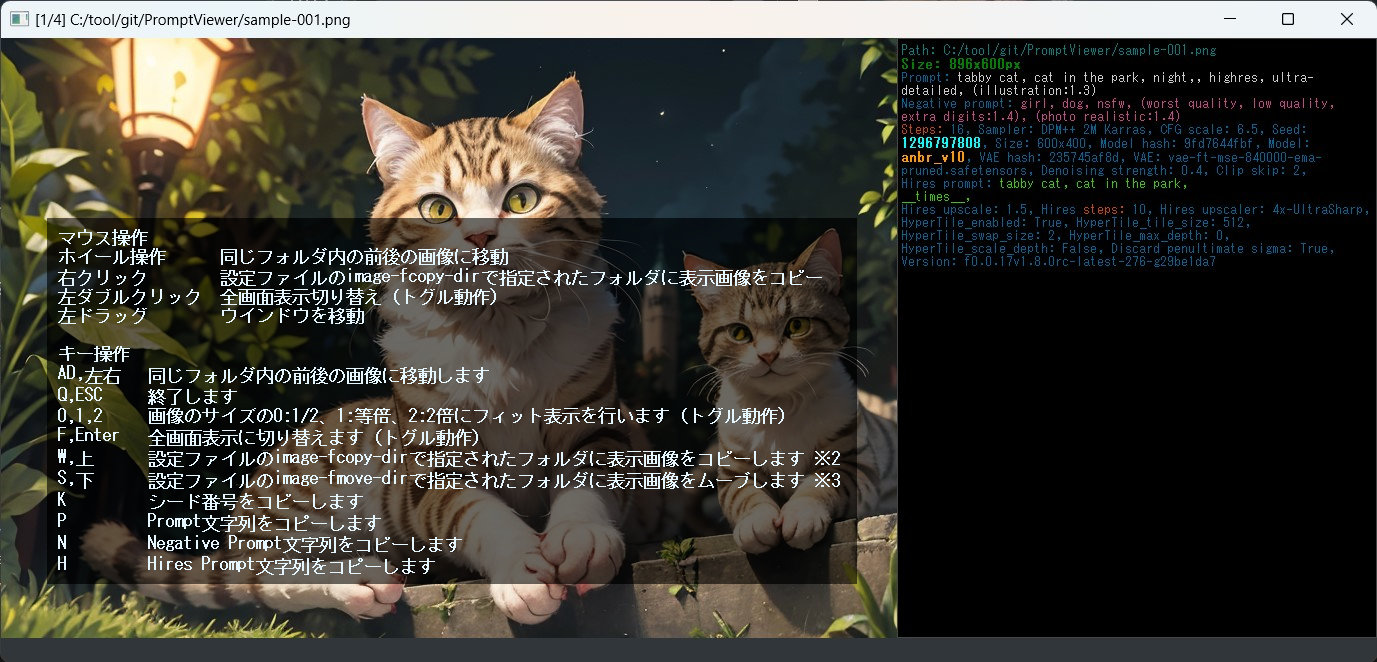 [1/4] C:/tool/git/PromptViewer/sample-001.png
マウス操作
ホイール操作 同じフォルダ内の前後の画像に移動
右クリック 設定ファイルのimage-fcopy-dirで指定されたフォルダに表示画像をコピー
左ダブルクリック 全画面表示切り替え (トグル動作)
左ドラッグ ウインドウを移動
キー操作
AD,左右 同じフォルダ内の前後の画像に移動します
Q,ESC 終了します
0,1,2 画像のサイズの0:1/2、1:等倍、2:2倍にフィット表示を行います (トグル動作)
F,Enter 全画面表示に切り替えます (トグル動作)
W,上 設定ファイルのimage-fcopy-dirで指定されたフォルダに表示画像をコピーします ※2
S,下 設定ファイルのimage-fmove-dirで指定されたフォルダに表示画像をムーブします ※3
K シード番号をコピーします
P Prompt文字列をコピーします
N Negative Prompt文字列をコピーします
H Hires Prompt文字列をコピーします
Path: C:/tool/git/PromptViewer/sample-001.png
Size: 896x600px
Prompt: tabby cat, cat in the park, night,, highres, ultra-
detailed, (illustration:1.3)
Negative prompt: girl, dog, nsfw, (worst quality, low quality,
extra digits:1.4), (photo realistic:1.4)
Steps: 16, Sampler: DPM++ 2M Karras, CFG scale: 6.5, Seed:
1296797808, Size: 600x400, Model hash: 9fd7644fbf, Model:
anbr_v10, VAE hash: 235745af8d, VAE: vae-ft-mse-840000-ema-
pruned.safetensors, Denoising strength: 0.4, Clip skip: 2,
Hires prompt: tabby cat, cat in the park,
__times__,
Hires upscale: 1.5, Hires steps: 10, Hires upscaler: 4x-UltraSharp,
HyperTile_enabled: True, HyperTile_tile_size: 512,
HyperTile_swap_size: 2, HyperTile_max_depth: 0,
HyperTile_scale_depth: False, Discard penultimate sigma: True,
Version: f0.0.17v1.8.0rc-latest-276-g29be1da7